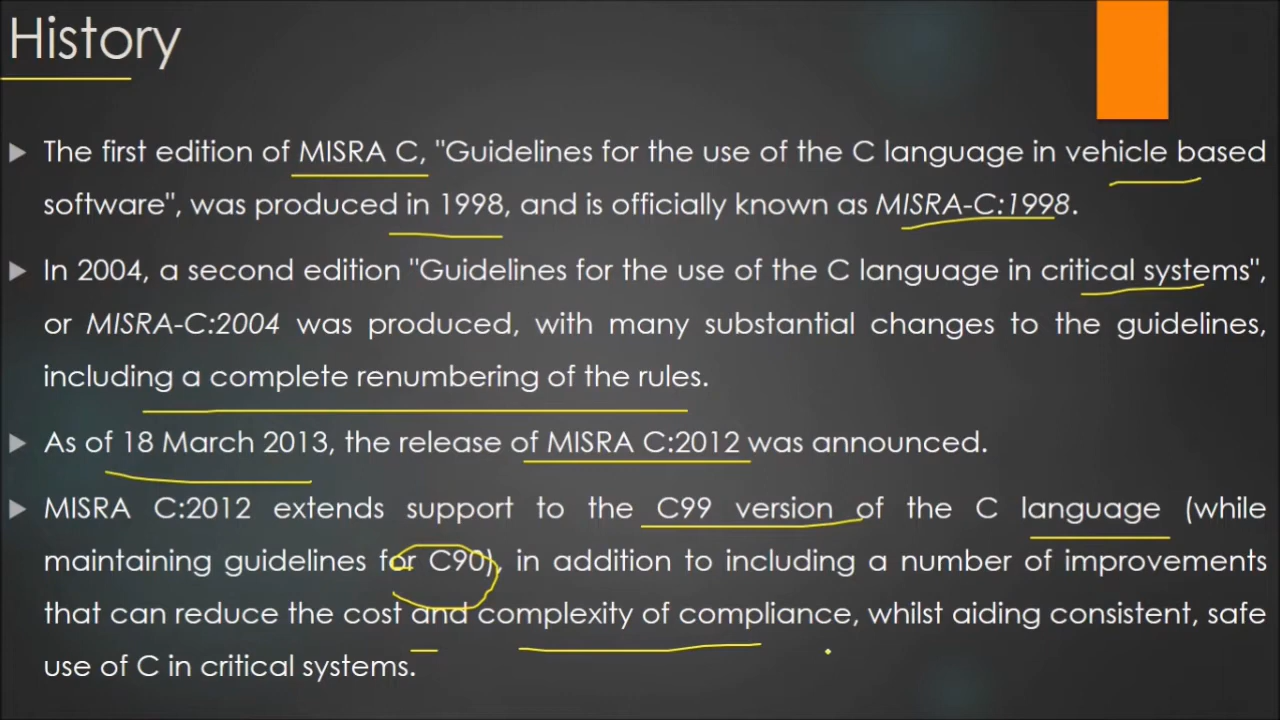 History
The first edition of MISRA C, "Guidelines for the use of the C language in vehicle based
software", was produced in 1998, and is officially known as MISRA-C:1998.
In 2004, a second edition "Guidelines for the use of the C language in critical systems",
or MISRA-C:2004 was produced, with many substantial changes to the guidelines,
including a complete renumbering of the rules.
As of 18 March 2013, the release of MISRA C:2012 was announced.
MISRA C:2012 extends support to the C99 version of the C language (while
maintaining guidelines for C90), in addition to including a number of improvements
that can reduce the cost and complexity of compliance, whilst aiding consistent, safe
use of C in critical systems.